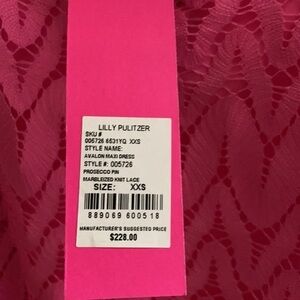 LILLY PULITZER
SKU #
005726 6531YQ XXS
STYLE NAME:
AVALON MAXI DRESS
STYLE #: 005726
PROSECCO PIN
MARBLEIZED KNIT LACE
SIZE: XXS
889069 600518
MANUFACTURER'S SUGGESTED PRICE
$228.00